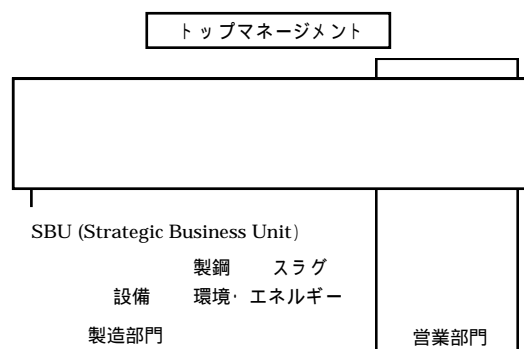 トップマネージメント
SBU (Strategic Business Unit)
製鋼 スラグ
設備 環境・エネルギー
製造部門 営業部門